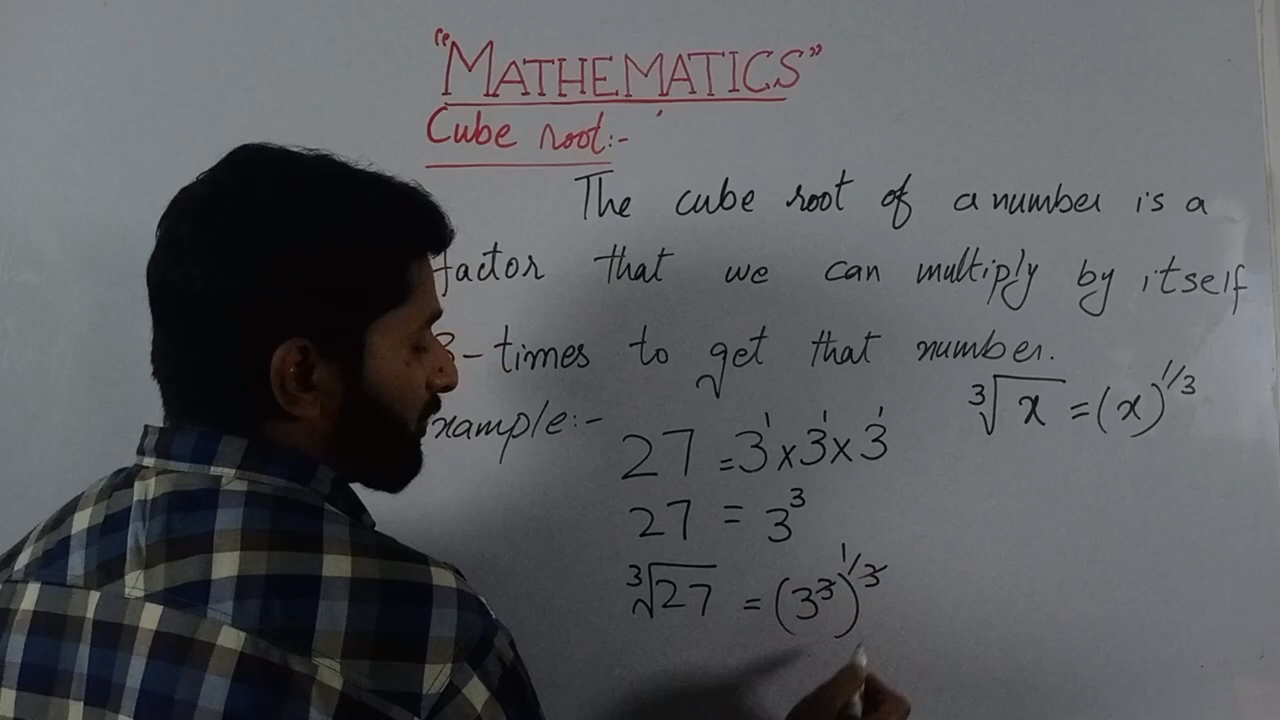 "MATHEMATICS"
Cube root:-
The cube root of a number is a
factor that we can multiply by itself
3-times to get that number.
∛x = (x)^1/3
xample:-
27 = 3¹ x 3¹ x 3¹
27 = 3³
∛27 = (3³)^1/3